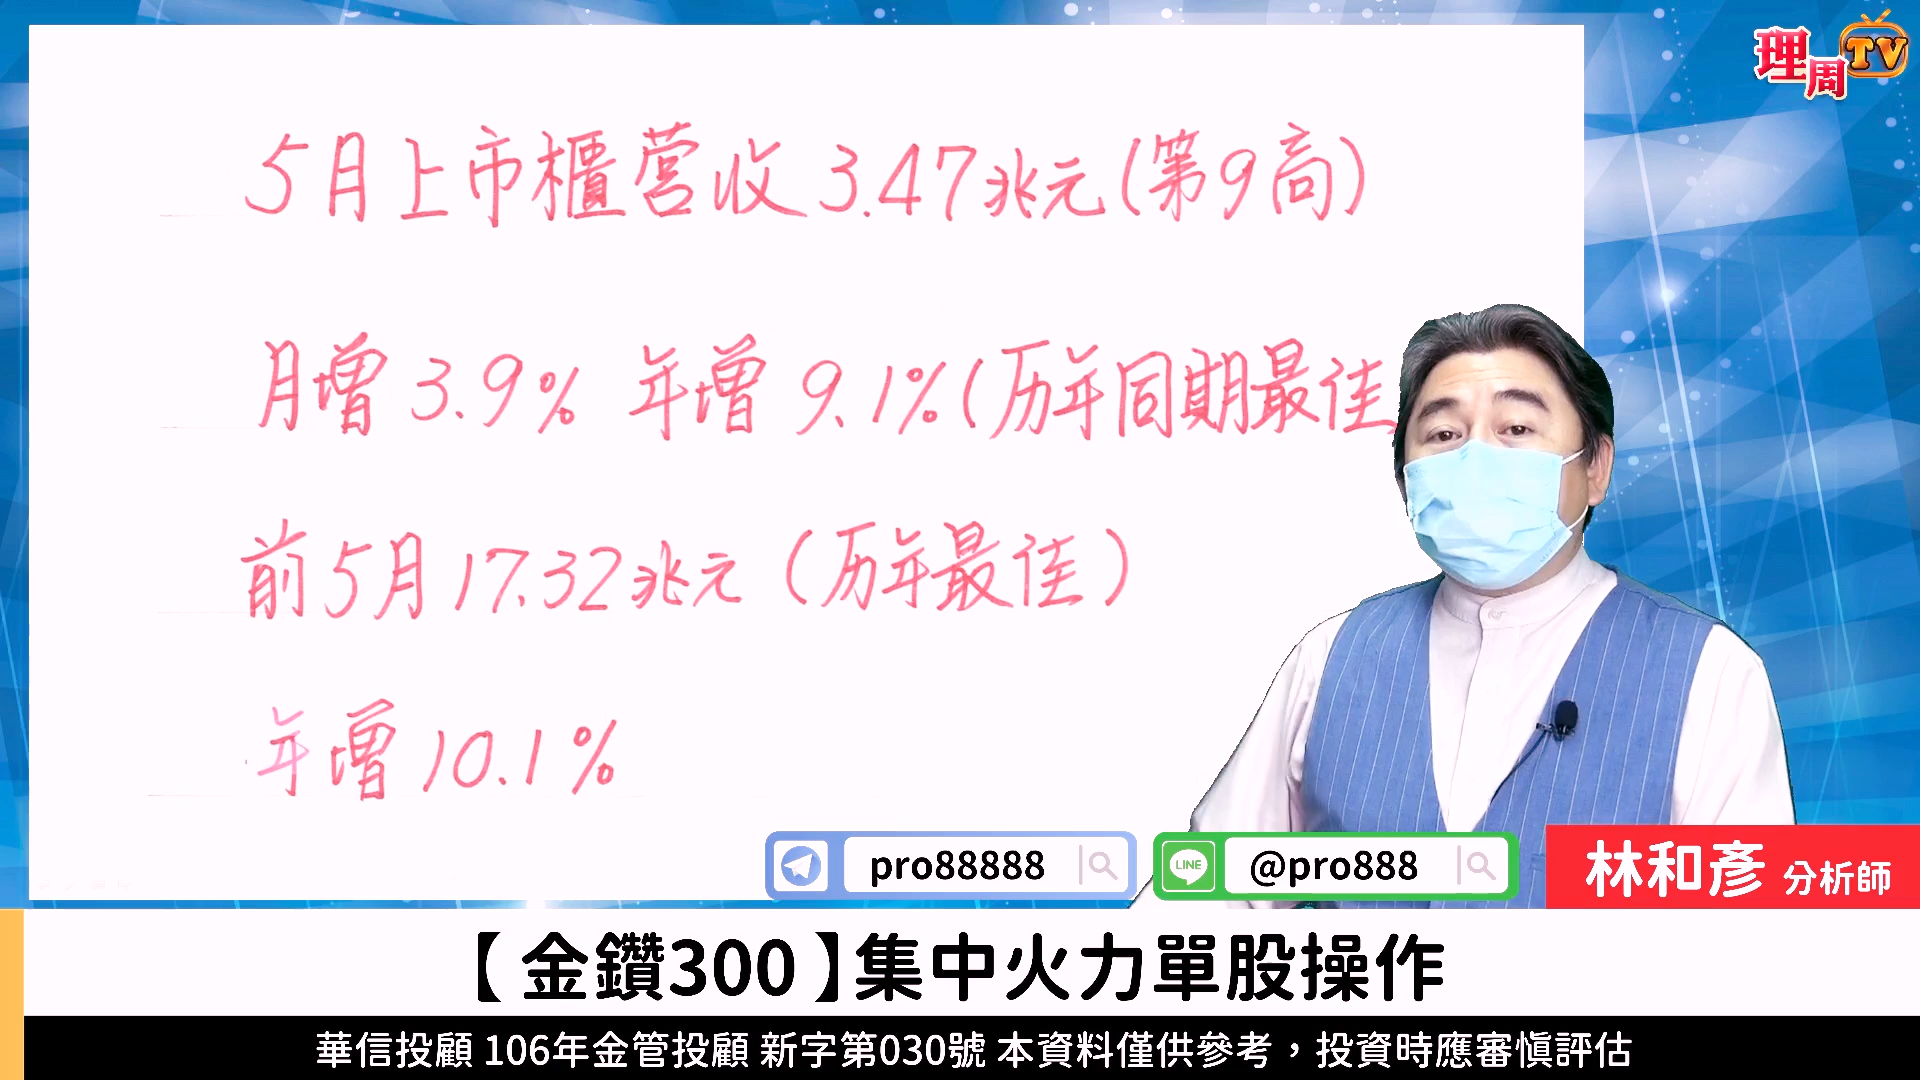 理周TV
5月上市櫃營收3.47兆元(第9高)
月增3.9% 年增9.1%(历年同期最佳
前5月17.32兆元(历年最佳)
年增10.1%
pro88888
LINE @pro888
林和彥 分析師
【金鑽300】集中火力單股操作
華信投顧 106年金管投顧 新字第030號 本資料僅供參考，投資時應審慎評估